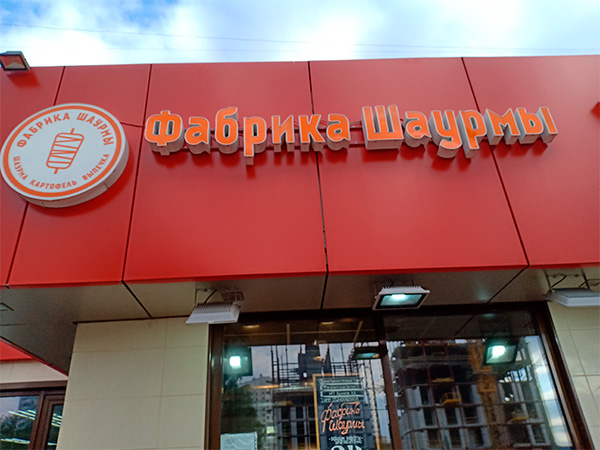 Фабрика Шаурмы
ФАБРИКА ШАУРМЫ
ШАУРМА КАРТОФЕЛЬ ВЫПЕЧКА
Фабрика
Шаурмы